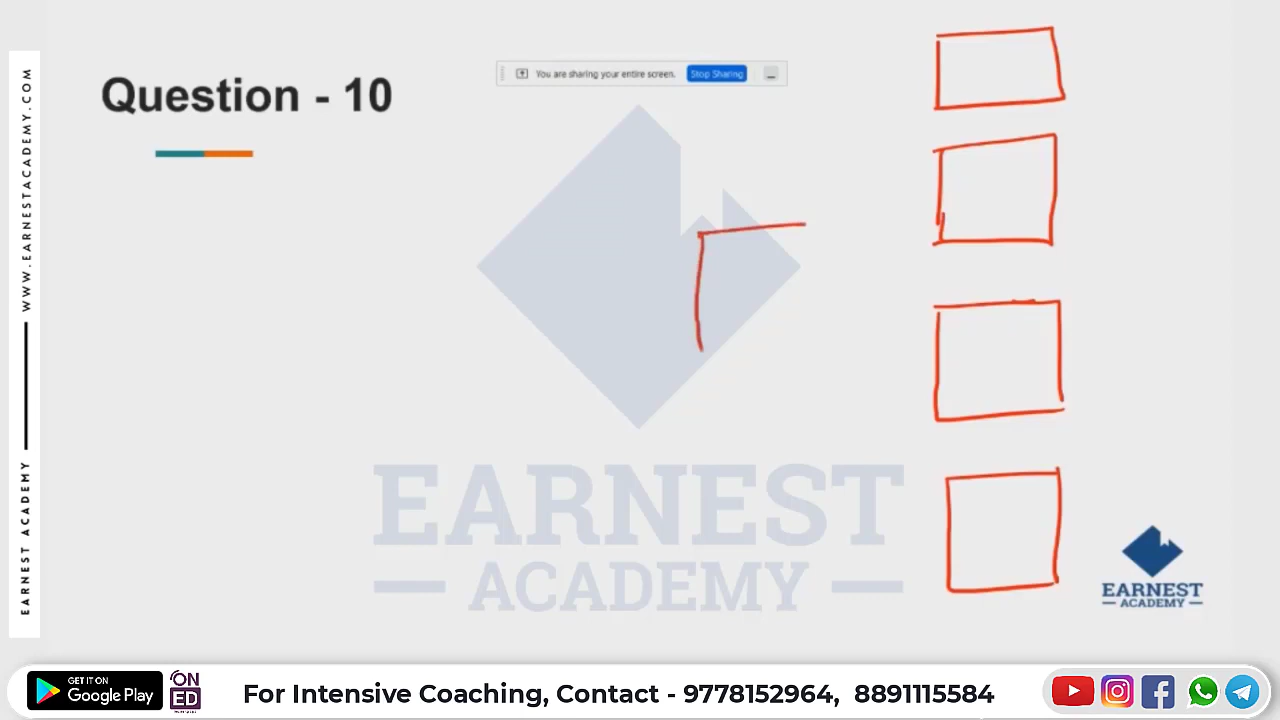 WWW.EARNESTACADEMY.COM
EARNEST ACADEMY
Question - 10
You are sharing your entire screen. Stop Sharing
EARNEST
ACADEMY
EARNEST
ACADEMY
GET IT ON
Google Play
ON
ED
For Intensive Coaching, Contact - 9778152964, 8891115584